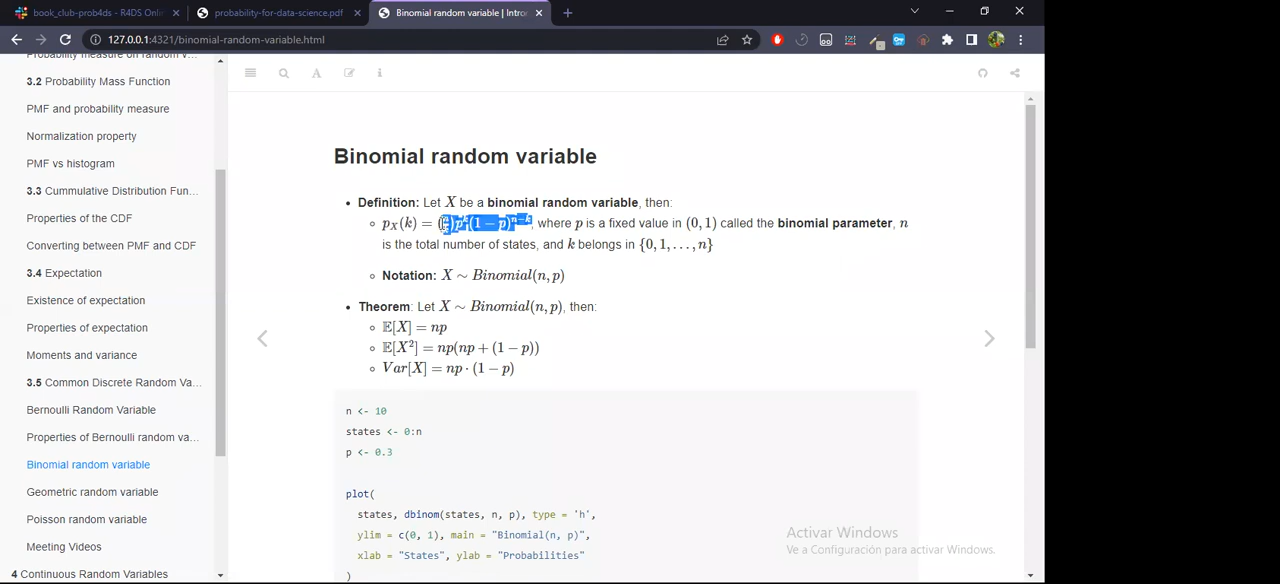 book_club-prob4ds - R4DS Onli
probability-for-data-science.pdf
Binomial random variable | Intro
127.0.0.1:4321/binomial-random-variable.html
Probability measure on random v...
3.2 Probability Mass Function
PMF and probability measure
Normalization property
PMF vs histogram
3.3 Cummulative Distribution Fun...
Properties of the CDF
Converting between PMF and CDF
3.4 Expectation
Existence of expectation
Properties of expectation
Moments and variance
3.5 Common Discrete Random Va...
Bernoulli Random Variable
Properties of Bernoulli random va...
Binomial random variable
Geometric random variable
Poisson random variable
Meeting Videos
4 Continuous Random Variables
Binomial random variable
Definition: Let X be a binomial random variable, then:
p_X(k) = (n k) p^k (1 − p)^{n−k}, where p is a fixed value in (0, 1) called the binomial parameter, n
is the total number of states, and k belongs in {0, 1, . . . , n}
Notation: X ∼ Binomial(n, p)
Theorem: Let X ∼ Binomial(n, p), then:
𝔼[X] = np
𝔼[X²] = np(np + (1 − p))
Var[X] = np · (1 − p)
n <- 10
states <- 0:n
p <- 0.3
plot(
states, dbinom(states, n, p), type = 'h',
ylim = c(0, 1), main = "Binomial(n, p)",
xlab = "States", ylab = "Probabilities"
)
Activar Windows
Ve a Configuración para activar Windows.